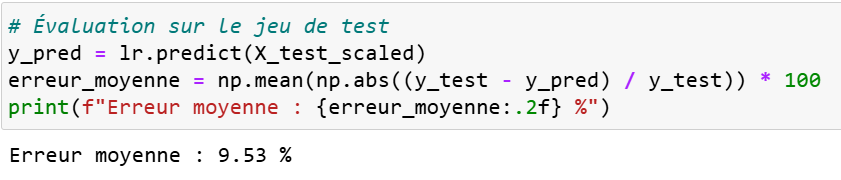 # Évaluation sur le jeu de test
y_pred = lr.predict(X_test_scaled)
erreur_moyenne = np.mean(np.abs((y_test - y_pred) / y_test)) * 100
print(f"Erreur moyenne : {erreur_moyenne:.2f} %")
Erreur moyenne : 9.53 %